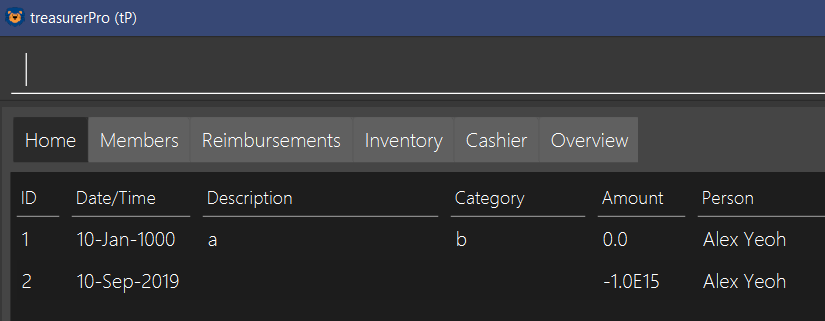 treasurerPro (tP)
Home Members Reimbursements Inventory Cashier Overview
ID Date/Time Description Category Amount Person
1 10-Jan-1000 a b 0.0 Alex Yeoh
2 10-Sep-2019 -1.0E15 Alex Yeoh